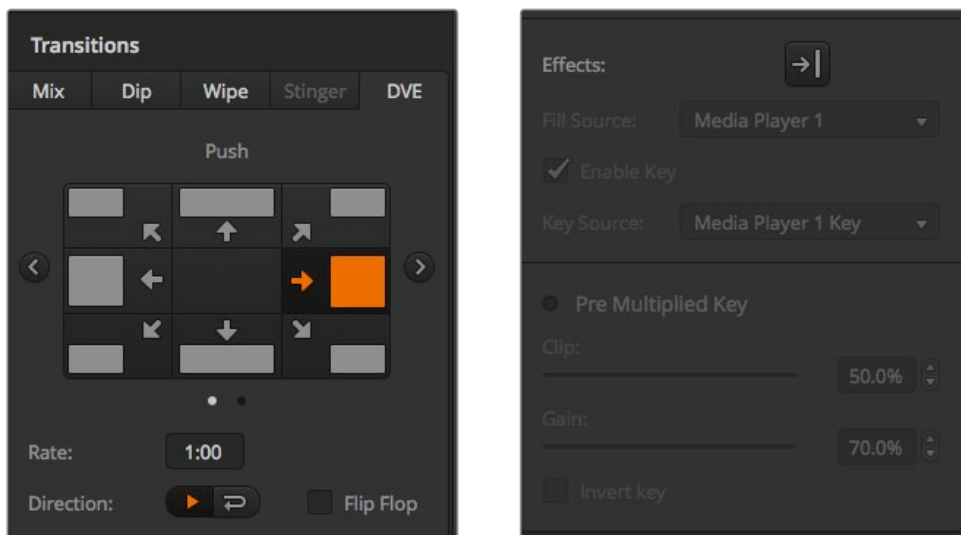 Transitions
Mix Dip Wipe Stinger DVE
Push
Rate: 1:00
Direction: Flip Flop
Effects:
Fill Source: Media Player 1
Enable Key
Key Source: Media Player 1 Key
Pre Multiplied Key
Clip:
50.0%
Gain:
70.0%
Invert key